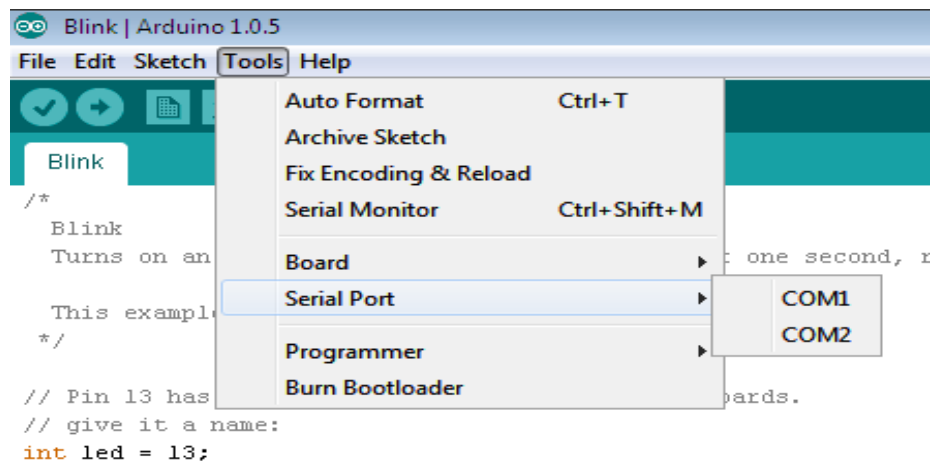 Blink | Arduino 1.0.5
File Edit Sketch Tools Help
Auto Format Ctrl+T
Archive Sketch
Fix Encoding & Reload
Serial Monitor Ctrl+Shift+M
Board
Serial Port
COM1
COM2
Programmer
Burn Bootloader
Blink
/*
Blink
Turns on an one second,
This
*/
// Pin 13 has
// give it a name:
int led = 13;